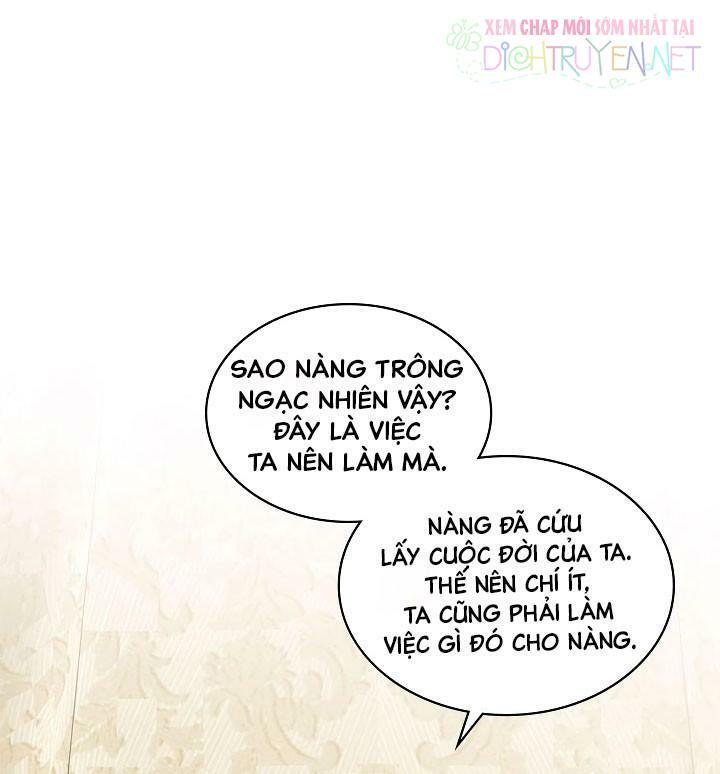 XEM CHAP MỚI SỚM NHẤT TẠI
DICHTRUYEN.NET
SAO NÀNG TRÔNG
NGẠC NHIÊN VẬY?
ĐÂY LÀ VIỆC
TA NÊN LÀM MÀ.
NÀNG ĐÃ CỨU
LẤY CUỘC ĐỜI CỦA TA.
THẾ NÊN CHÍ ÍT,
TA CŨNG PHẢI LÀM
VIỆC GÌ ĐÓ CHO NÀNG.